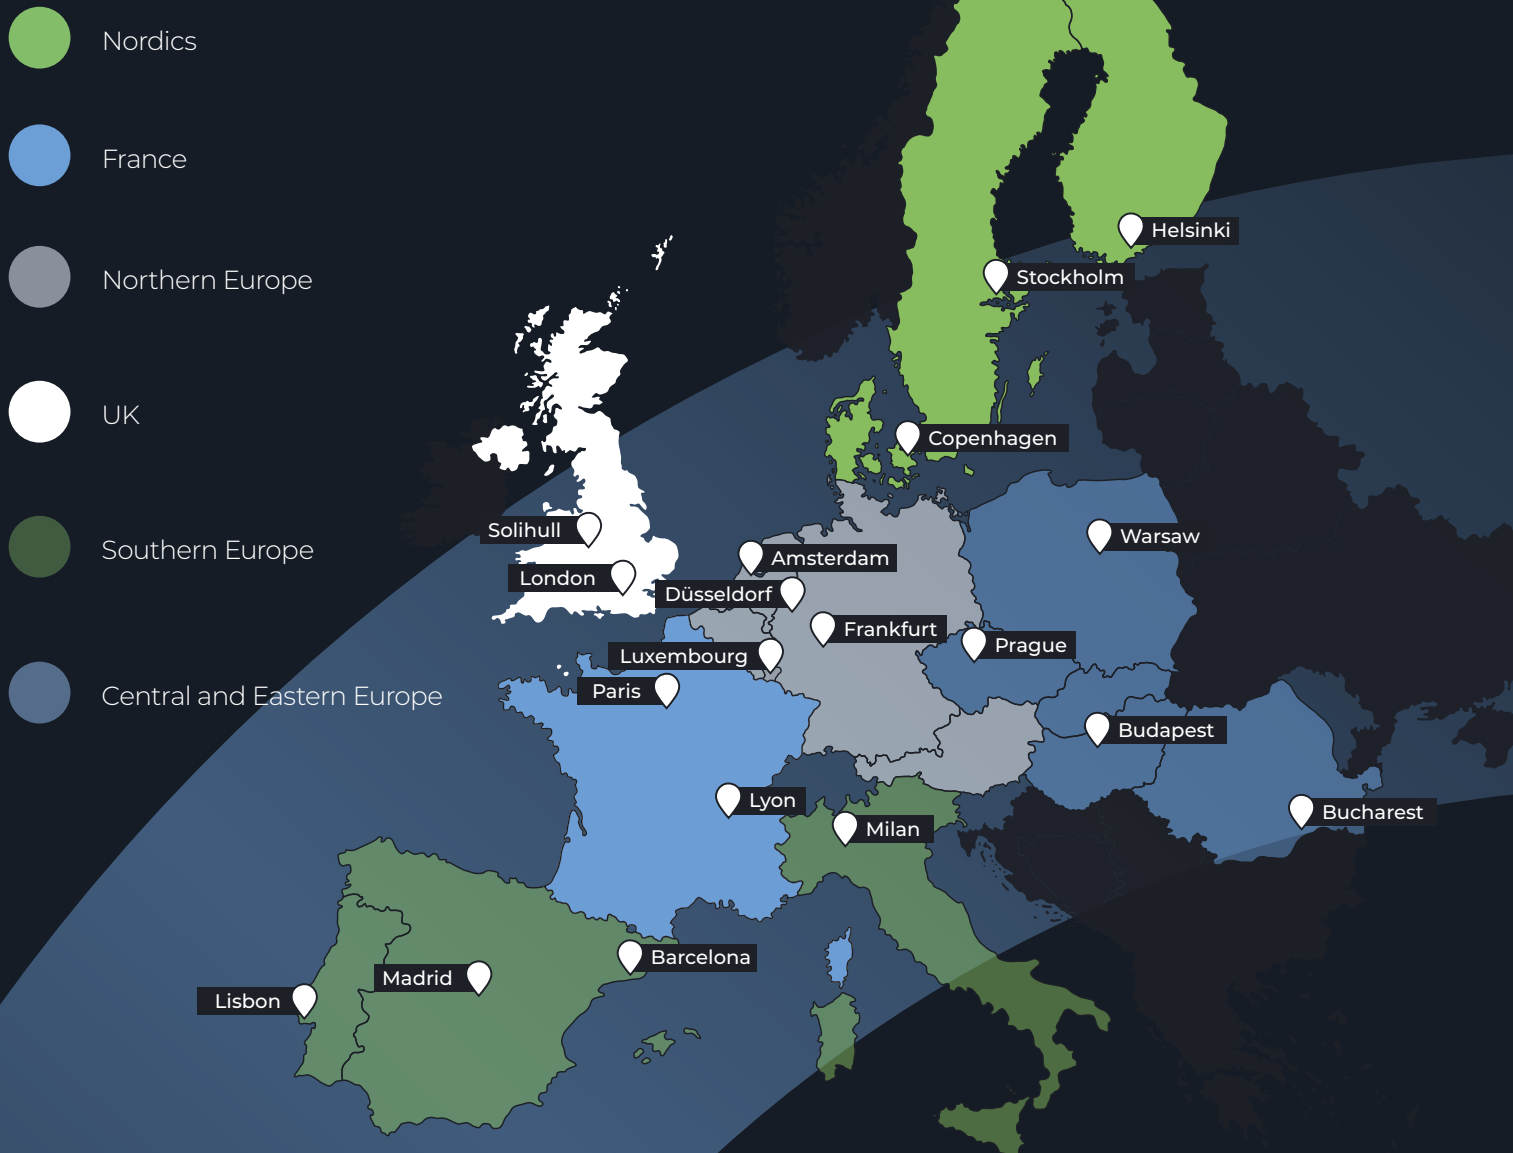 Nordics
France
Northern Europe
UK
Southern Europe
Central and Eastern Europe
Helsinki
Stockholm
Copenhagen
Solihull
Warsaw
Amsterdam
London
Düsseldorf
Frankfurt
Prague
Luxembourg
Paris
Budapest
Lyon
Bucharest
Milan
Barcelona
Madrid
Lisbon